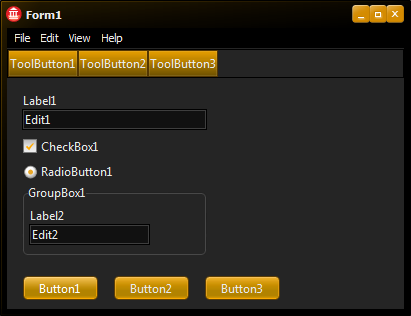 Form1
File Edit View Help
ToolButton1 ToolButton2 ToolButton3
Label1
Edit1
CheckBox1
RadioButton1
GroupBox1
Label2
Edit2
Button1 Button2 Button3